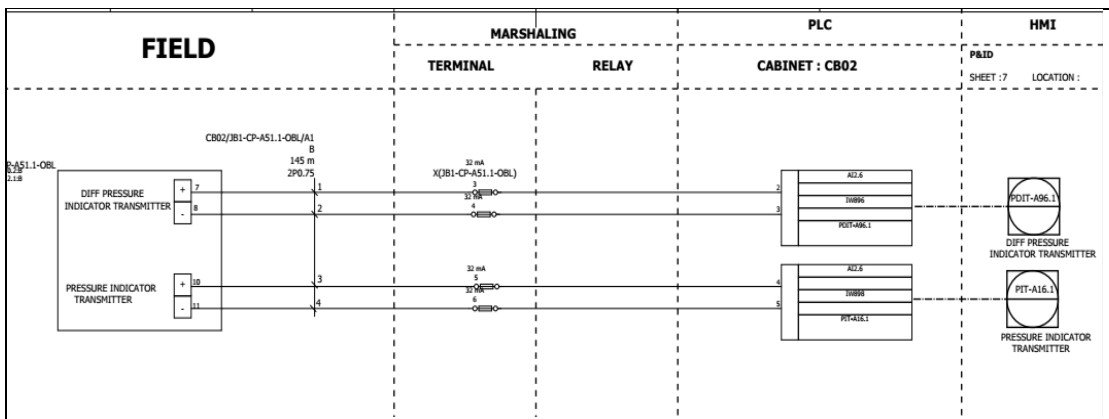 FIELD
MARSHALING
PLC
HMI
TERMINAL
RELAY
CABINET : CB02
P&ID
SHEET :7 LOCATION :
CB02/JB1-CP-A51.1-OBL/A1
B
145 m
2P0.75
P-A51.1-OBL
2.1:B
DIFF PRESSURE
INDICATOR TRANSMITTER
+ 7
- 8
1
2
32 mA
X(JB1-CP-A51.1-OBL)
3
32 mA
4
2
3
AI2.6
IW896
PDIT-A96.1
PDIT-A96.1
DIFF PRESSURE
INDICATOR TRANSMITTER
PRESSURE INDICATOR
TRANSMITTER
+ 10
- 11
3
4
32 mA
5
32 mA
6
4
5
AI2.6
IW898
PIT-A16.1
PIT-A16.1
PRESSURE INDICATOR
TRANSMITTER